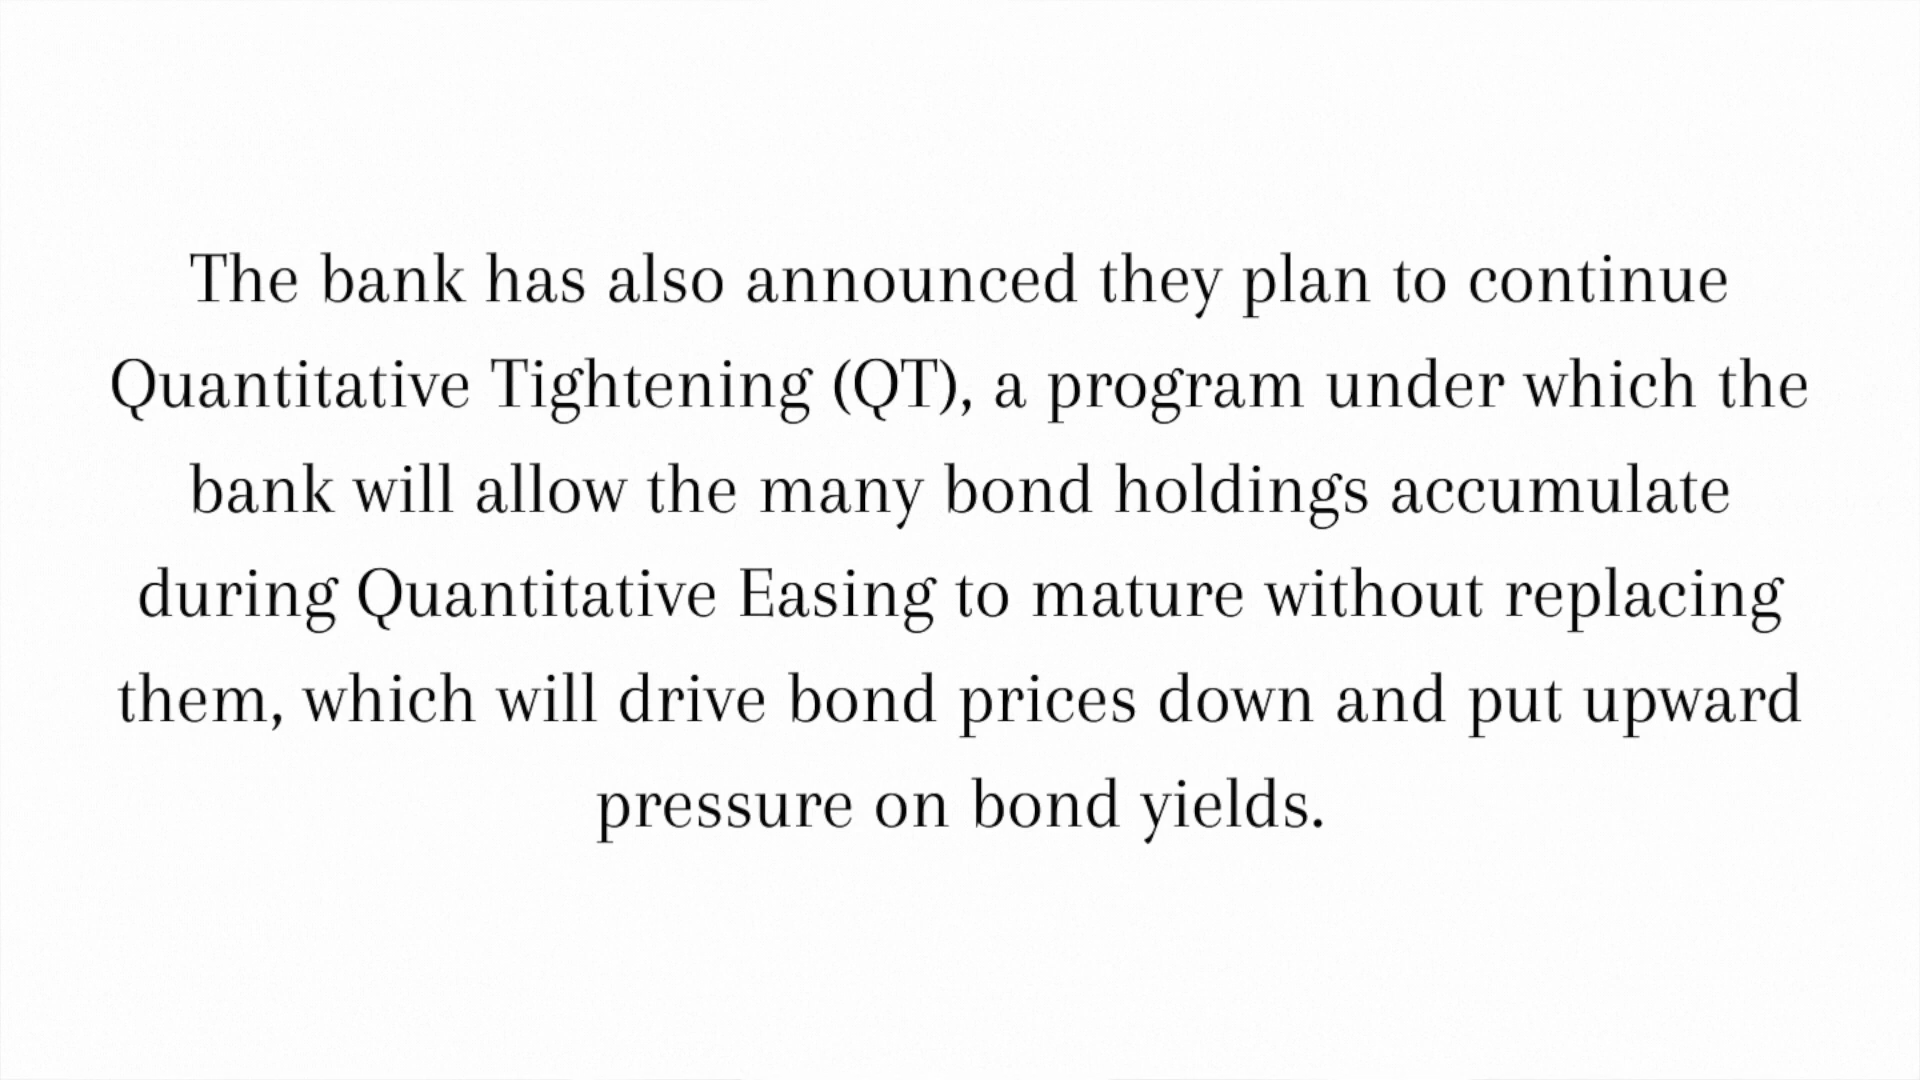 The bank has also announced they plan to continue
Quantitative Tightening (QT), a program under which the
bank will allow the many bond holdings accumulate
during Quantitative Easing to mature without replacing
them, which will drive bond prices down and put upward
pressure on bond yields.